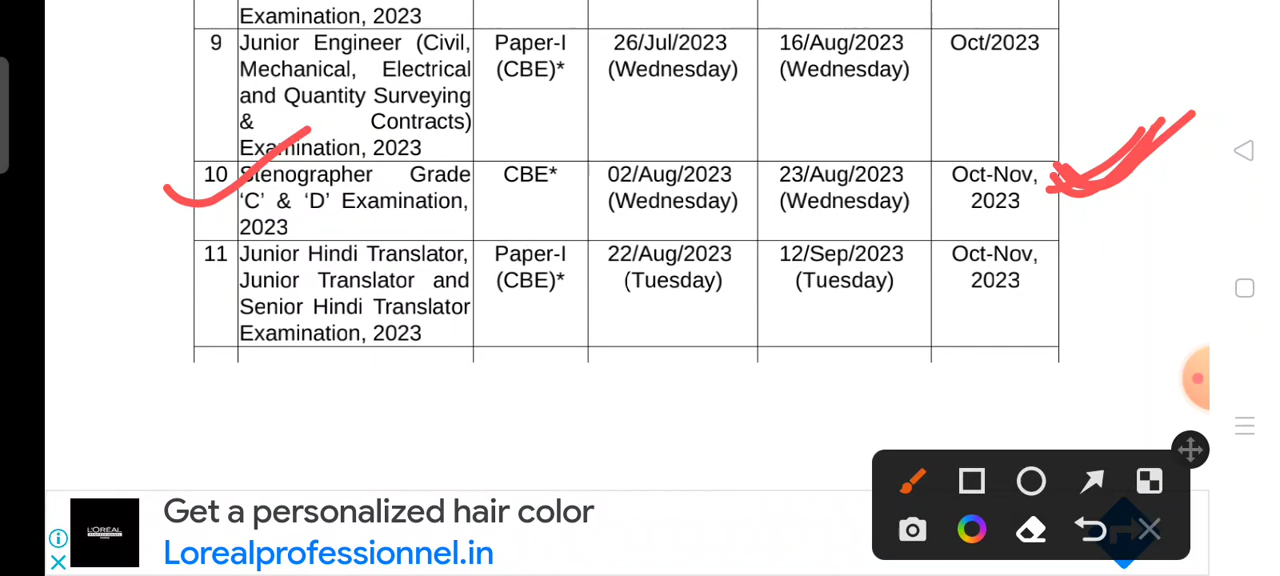 Examination, 2023
9 Junior Engineer (Civil, Paper-I 26/Jul/2023 16/Aug/2023 Oct/2023
Mechanical, Electrical (CBE)* (Wednesday) (Wednesday)
and Quantity Surveying
& Contracts)
Examination, 2023
10 Stenographer Grade CBE* 02/Aug/2023 23/Aug/2023 Oct-Nov,
‘C’ & ‘D’ Examination, (Wednesday) (Wednesday) 2023
2023
11 Junior Hindi Translator, Paper-I 22/Aug/2023 12/Sep/2023 Oct-Nov,
Junior Translator and (CBE)* (Tuesday) (Tuesday) 2023
Senior Hindi Translator
Examination, 2023
L'ORÉAL
PROFESSIONNEL
PARIS
Get a personalized hair color
Lorealprofessionnel.in